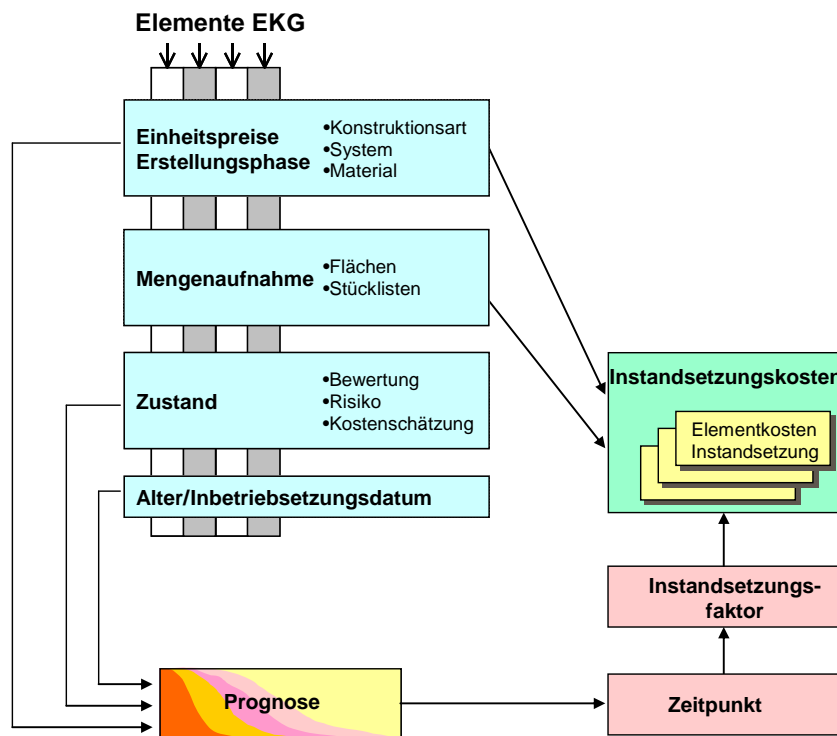 Elemente EKG
Einheitspreise
Erstellungsphase
•Konstruktionsart
•System
•Material
Mengenaufnahme
•Flächen
•Stücklisten
Zustand
•Bewertung
•Risiko
•Kostenschätzung
Alter/Inbetriebsetzungsdatum
Instandsetzungskosten
Elementkosten
Instandsetzung
Instandsetzungs-
faktor
Prognose
Zeitpunkt